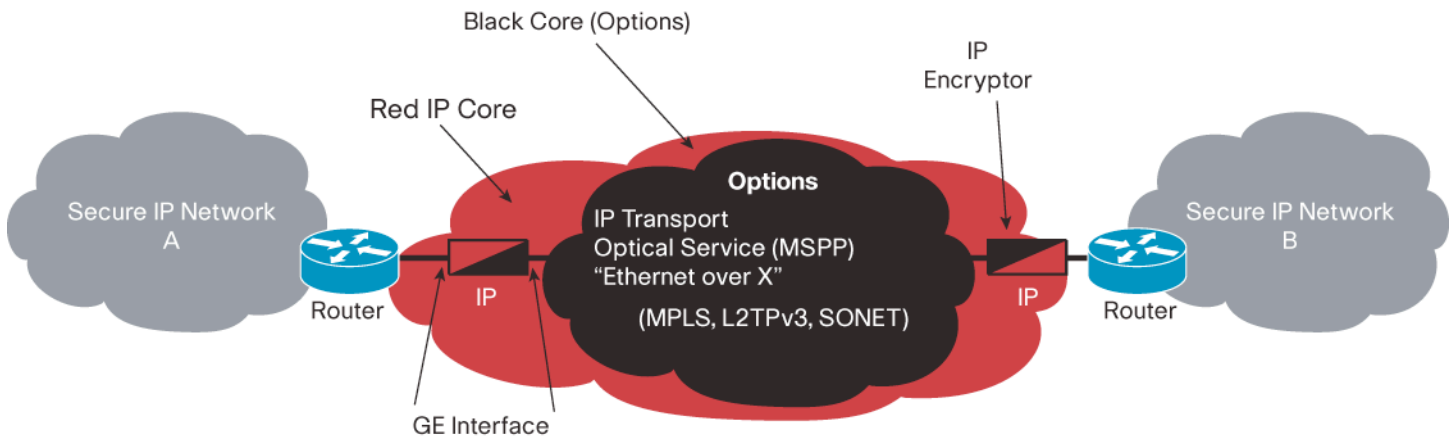 Black Core (Options)
IP
Encryptor
Red IP Core
Options
Secure IP Network
A
IP Transport
Optical Service (MSPP)
“Ethernet over X”
(MPLS, L2TPv3, SONET)
Secure IP Network
B
Router
IP
IP
Router
GE Interface